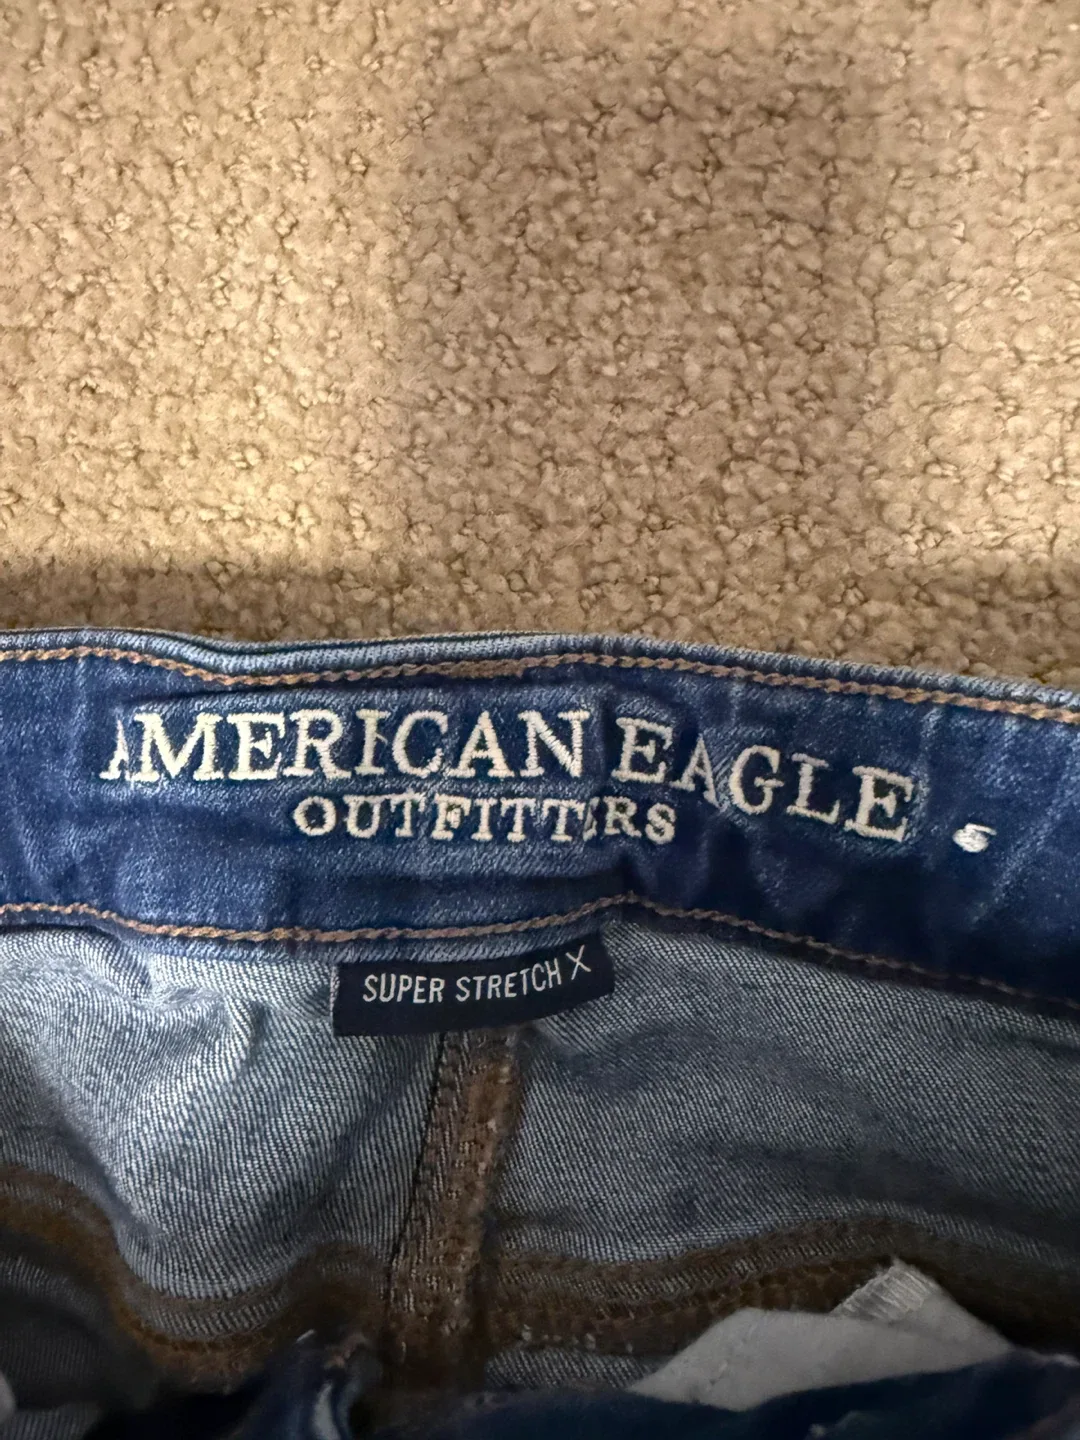 AMERICAN EAGLE
OUTFITTERS
SUPER STRETCH X